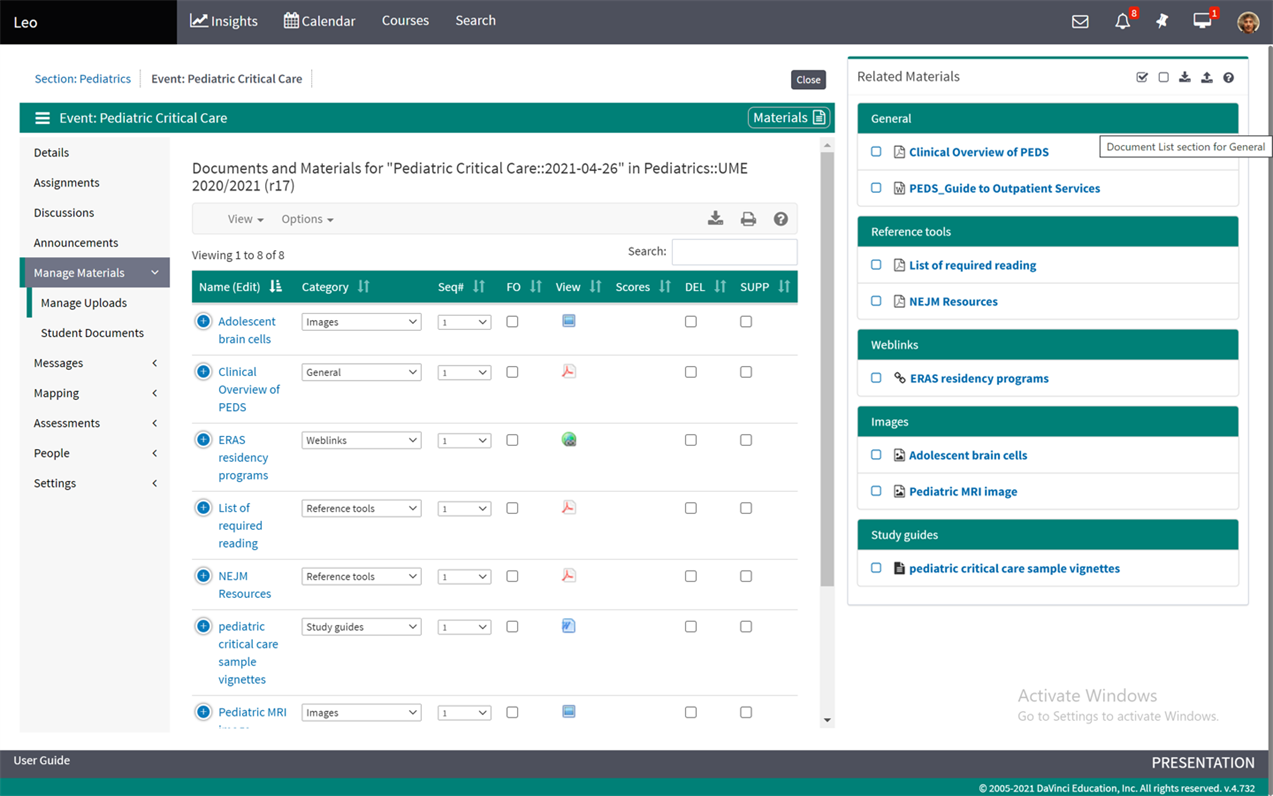 Leo
Insights
Calendar
Courses
Search
8
1
Section: Pediatrics
Event: Pediatric Critical Care
Close
Event: Pediatric Critical Care
Materials
Details
Assignments
Discussions
Announcements
Manage Materials
Manage Uploads
Student Documents
Messages
Mapping
Assessments
People
Settings
Documents and Materials for "Pediatric Critical Care::2021-04-26" in Pediatrics::UME
2020/2021 (r17)
View
Options
Viewing 1 to 8 of 8
Search:
Name (Edit) Category Seq# FO View Scores DEL SUPP
Adolescent Images 1
brain cells
Clinical General 1
Overview of
PEDS
ERAS Weblinks 1
residency
programs
List of Reference tools 1
required
reading
NEJM Reference tools 1
Resources
pediatric Study guides 1
critical care
sample
vignettes
Pediatric MRI Images 1
Related Materials
General
Document List section for General
Clinical Overview of PEDS
PEDS_Guide to Outpatient Services
Reference tools
List of required reading
NEJM Resources
Weblinks
ERAS residency programs
Images
Adolescent brain cells
Pediatric MRI image
Study guides
pediatric critical care sample vignettes
Activate Windows
Go to Settings to activate Windows.
User Guide
PRESENTATION
© 2005-2021 DaVinci Education, Inc. All rights reserved. v.4.732